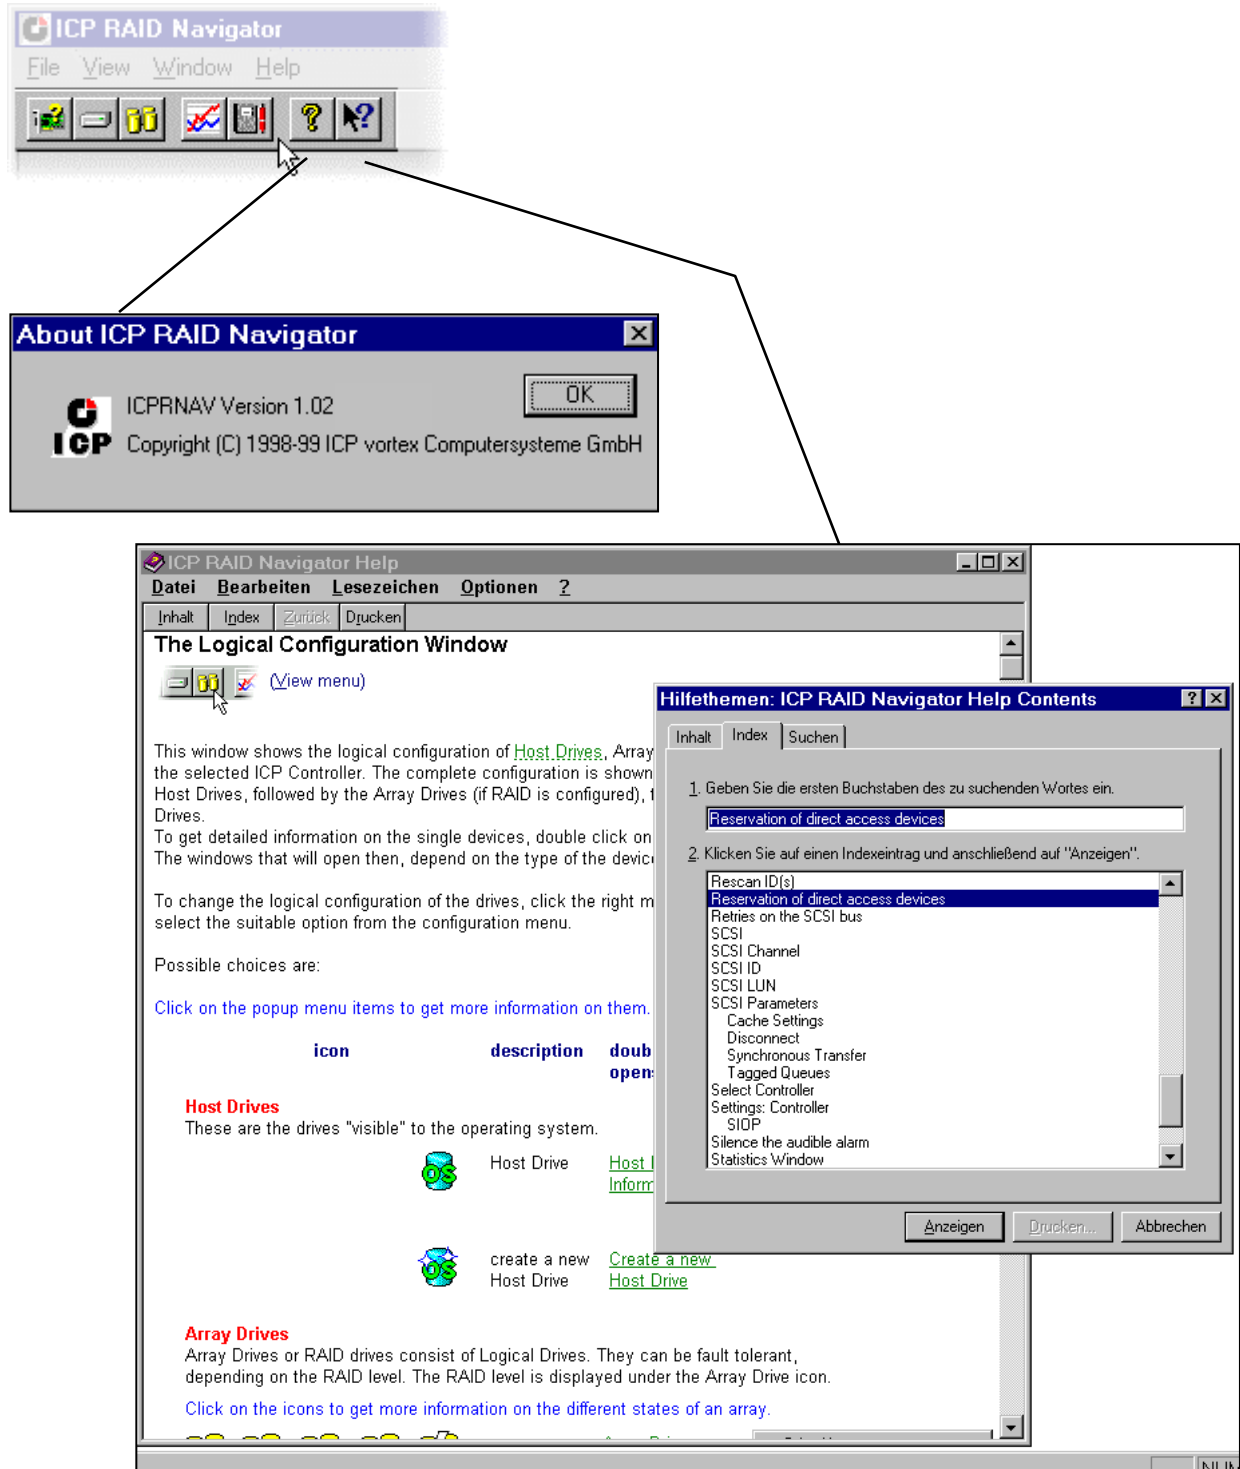 ICP RAID Navigator
File View Window Help
About ICP RAID Navigator
OK
ICPRNAV Version 1.02
ICP
Copyright (C) 1998-99 ICP vortex Computersysteme GmbH
ICP RAID Navigator Help
Datei Bearbeiten Lesezeichen Optionen ?
Inhalt Index Zurück Drucken
The Logical Configuration Window
(View menu)
This window shows the logical configuration of Host Drives, Array
the selected ICP Controller. The complete configuration is shown
Host Drives, followed by the Array Drives (if RAID is configured),
Drives.
To get detailed information on the single devices, double click on
The windows that will open then, depend on the type of the
To change the logical configuration of the drives, click the right
select the suitable option from the configuration menu.
Possible choices are:
Click on the popup menu items to get more information on them.
icon description doub
open
Host Drives
These are the drives "visible" to the operating system.
OS
Host Drive Host
Inform
OS
create a new Create a new
Host Drive Host Drive
Array Drives
Array Drives or RAID drives consist of Logical Drives. They can be fault tolerant,
depending on the RAID level. The RAID level is displayed under the Array Drive icon.
Click on the icons to get more information on the different states of an array.
Hilfethemen: ICP RAID Navigator Help Contents
Inhalt Index Suchen
1. Geben Sie die ersten Buchstaben des zu suchenden Wortes ein.
Reservation of direct access devices
2. Klicken Sie auf einen Indexeintrag und anschließend auf "Anzeigen".
Rescan ID(s)
Reservation of direct access devices
Retries on the SCSI bus
SCSI
SCSI Channel
SCSI ID
SCSI LUN
SCSI Parameters
Cache Settings
Disconnect
Synchronous Transfer
Tagged Queues
Select Controller
Settings: Controller
SIOP
Silence the audible alarm
Statistics Window
Anzeigen Drucken... Abbrechen
NUM